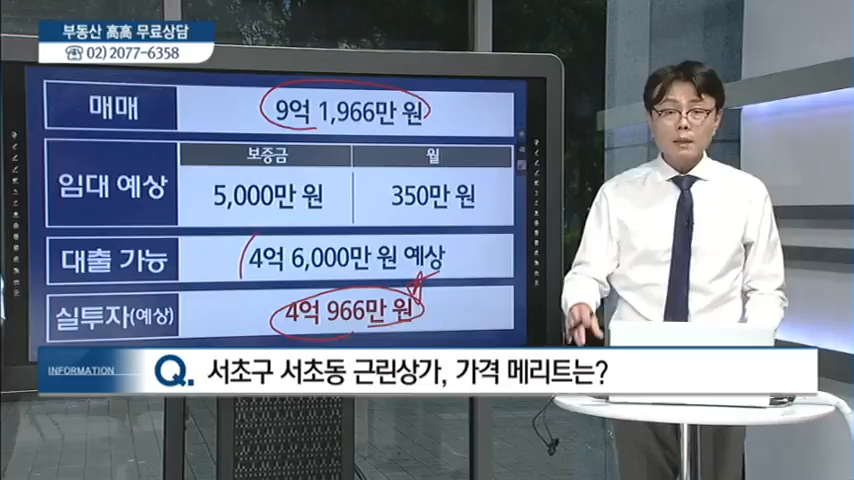 부동산 高高 무료상담
☎ 02) 2077-6358
매매 9억 1,966만 원
임대 예상 보증금 월
5,000만 원 350만 원
대출 가능 4억 6,000만 원 예상
실투자(예상) 4억 966만 원
INFORMATION Q. 서초구 서초동 근린상가, 가격 메리트는?